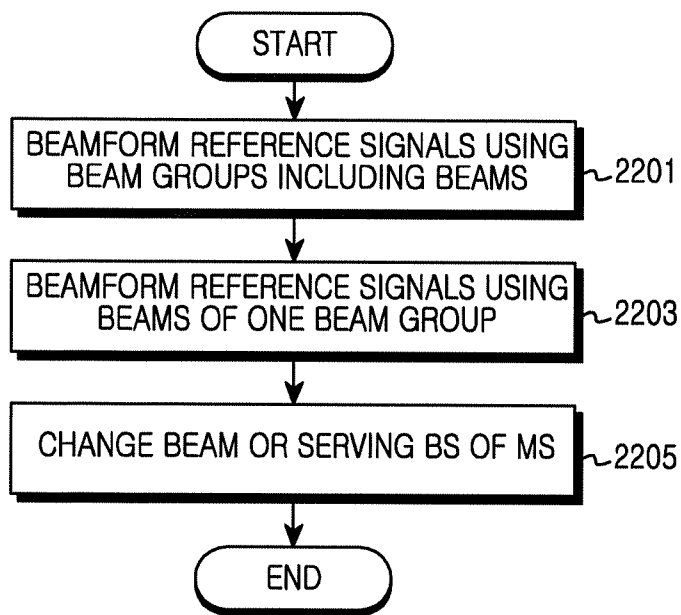 START
BEAMFORM REFERENCE SIGNALS USING
BEAM GROUPS INCLUDING BEAMS
2201
BEAMFORM REFERENCE SIGNALS USING
BEAMS OF ONE BEAM GROUP
2203
CHANGE BEAM OR SERVING BS OF MS
2205
END